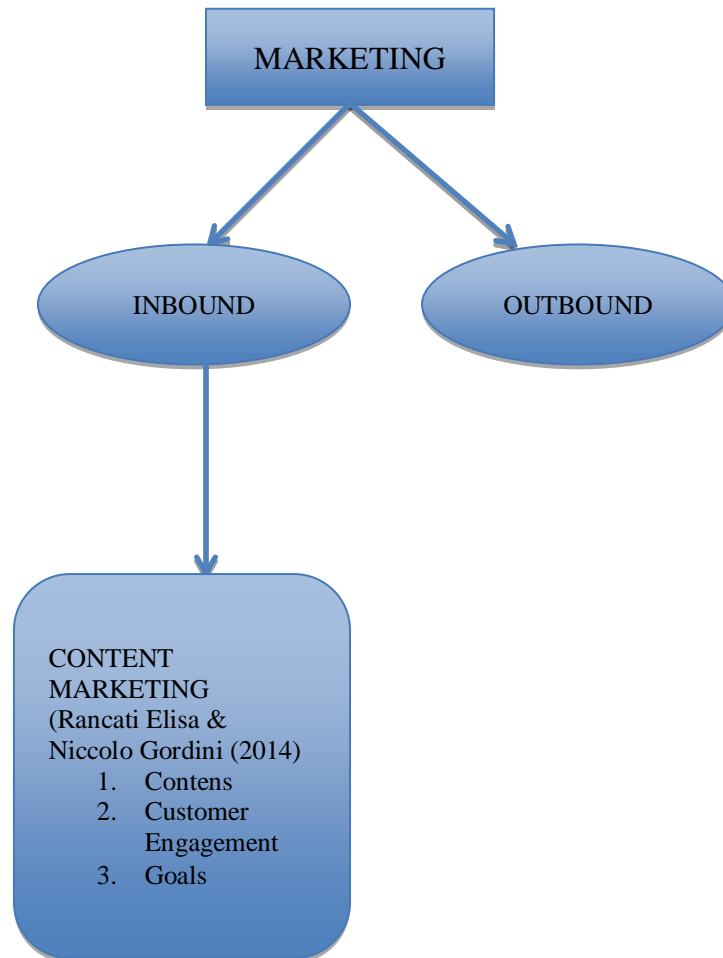 MARKETING
INBOUND
OUTBOUND
CONTENT
MARKETING
(Rancati Elisa &
Niccolo Gordini (2014)
1. Contens
2. Customer
Engagement
3. Goals